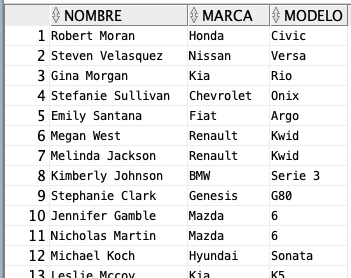 NOMBRE MARCA MODELO
1 Robert Moran Honda Civic
2 Steven Velasquez Nissan Versa
3 Gina Morgan Kia Rio
4 Stefanie Sullivan Chevrolet Onix
5 Emily Santana Fiat Argo
6 Megan West Renault Kwid
7 Melinda Jackson Renault Kwid
8 Kimberly Johnson BMW Serie 3
9 Stephanie Clark Genesis G80
10 Jennifer Gamble Mazda 6
11 Nicholas Martin Mazda 6
12 Michael Koch Hyundai Sonata
13 Leslie Mccoy Kia K5